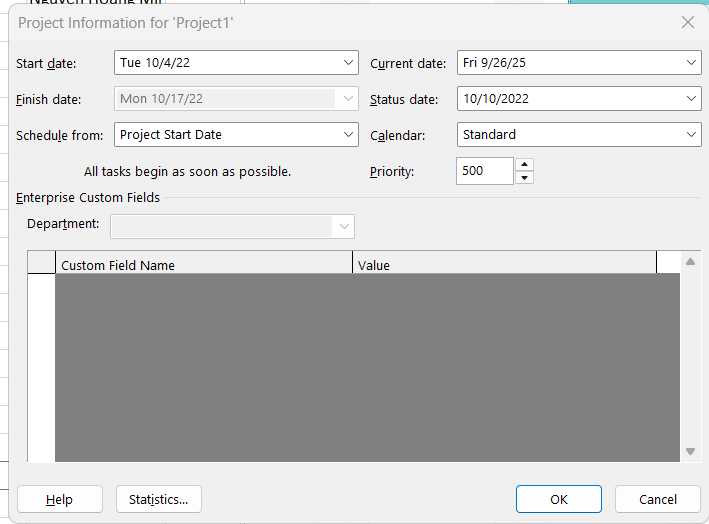 Nguyen Hoang Min
Project Information for 'Project1'
Start date: Tue 10/4/22 Current date: Fri 9/26/25
Finish date: Mon 10/17/22 Status date: 10/10/2022
Schedule from: Project Start Date Calendar: Standard
All tasks begin as soon as possible. Priority: 500
Enterprise Custom Fields
Department:
Custom Field Name Value
Help Statistics... OK Cancel